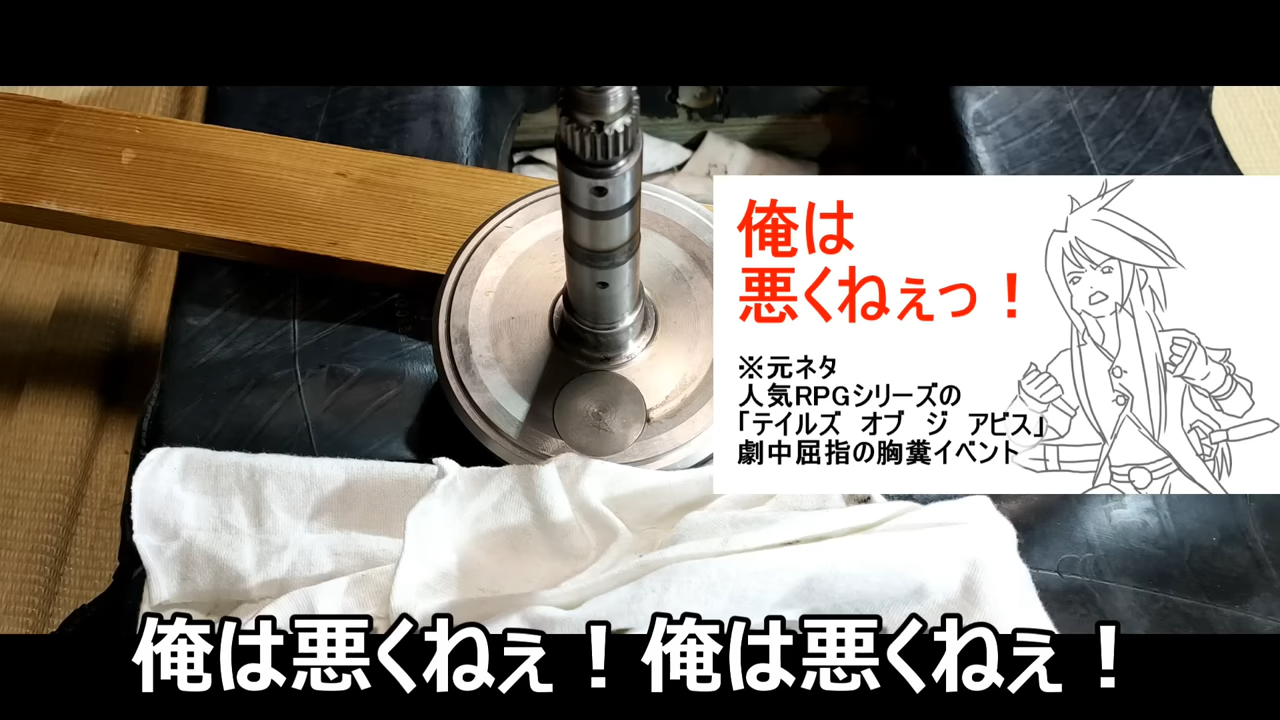 俺は
悪くねぇっ！
※元ネタ
人気RPGシリーズの
「テイルズ オブ ジ アビス」
劇中屈指の胸糞イベント
俺は悪くねぇ！俺は悪くねぇ！